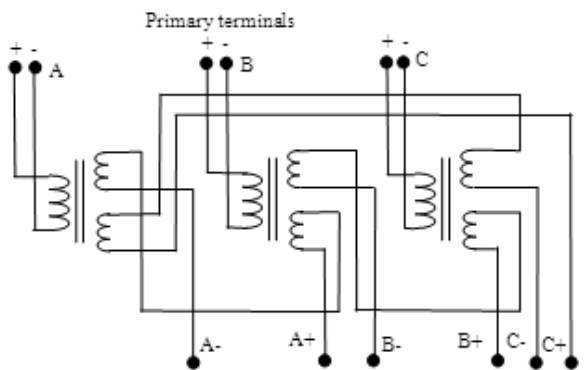 Primary terminals
+ - A
+ - B
+ - C
A- A+ B- B+ C- C+